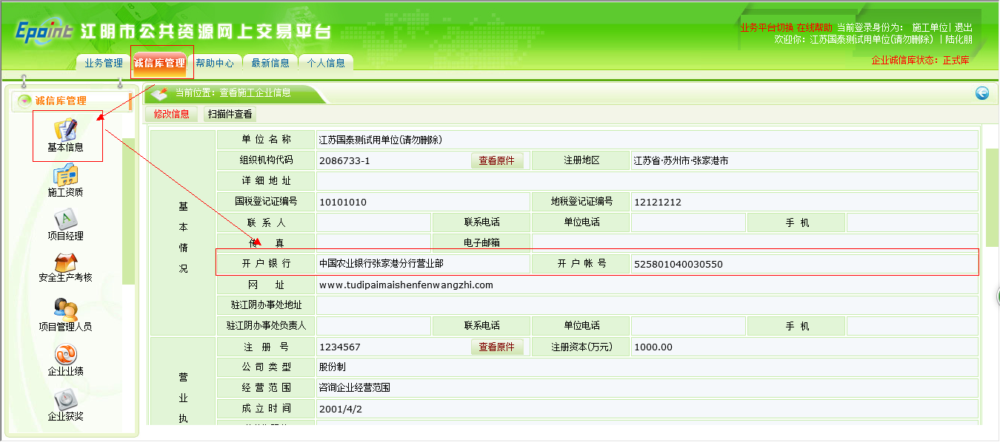 Epoint 江阴市公共资源网上交易平台
业务平台切换 在线帮助 当前登录身份为： 施工单位| 退出
欢迎你：江苏国泰测试用单位(请勿删除) | 陆化朋
企业诚信库状态：正式库
业务管理 诚信库管理 帮助中心 最新信息 个人信息
诚信库管理
基本信息
施工资质
项目经理
安全生产考核
项目管理人员
企业业绩
企业获奖
当前位置：查看施工企业信息
修改信息 扫描件查看
基本情况
单位名称 江苏国泰测试用单位(请勿删除)
组织机构代码 2086733-1 查看原件 注册地区 江苏省·苏州市·张家港市
详细地址
国税登记证编号 10101010 地税登记证编号 12121212
联系人 联系电话 单位电话 手机
传真 电子邮箱
开户银行 中国农业银行张家港分行营业部 开户帐号 525801040030550
网址 www.tudipaimaishenfenwangzhi.com
驻江阴办事处地址
驻江阴办事处负责人 联系电话 单位电话 手机
营业执
注册号 1234567 查看原件 注册资本(万元) 1000.00
公司类型 股份制
经营范围 咨询企业经营范围
成立时间 2001/4/2